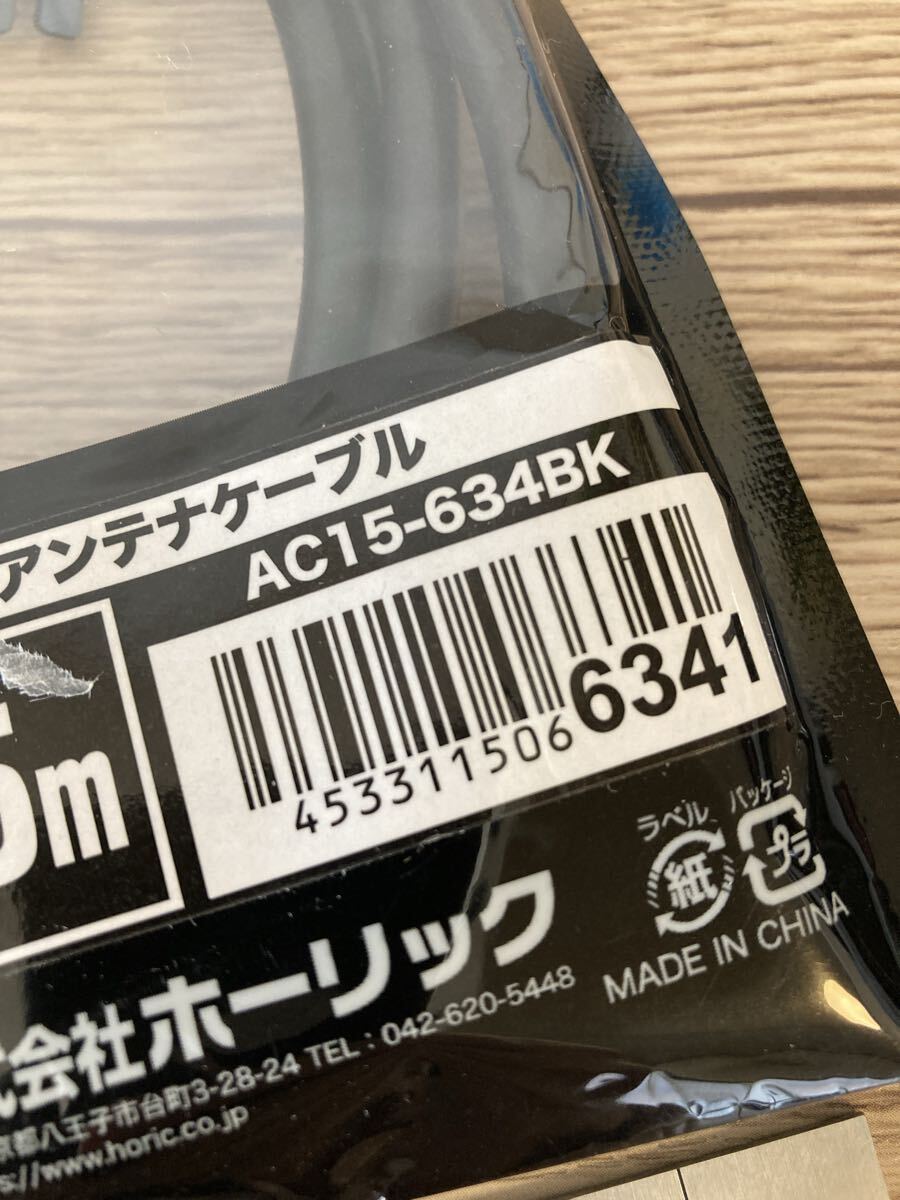 アンテナケーブル
AC15-634BK
4533115066341
m
ラベル パッケージ
紙 プラ
MADE IN CHINA
会社ホーリック
京都八王子市台町3-28-24 TEL：042-620-5448
s://www.horic.co.jp